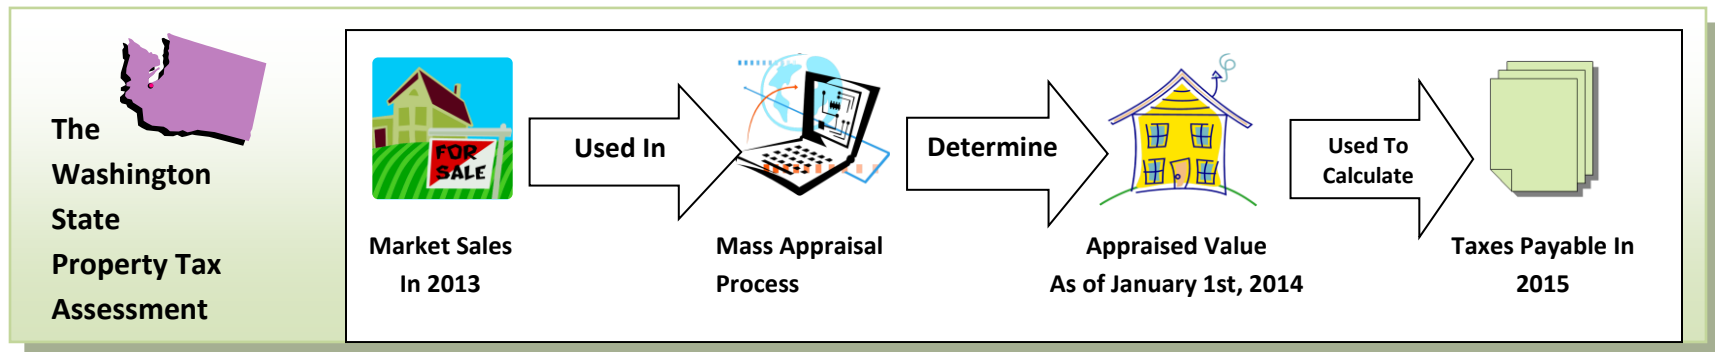 The
Washington
State
Property Tax
Assessment
FOR
SALE
Used In
Determine
Used To
Calculate
Market Sales
In 2013
Mass Appraisal
Process
Appraised Value
As of January 1st, 2014
Taxes Payable In
2015